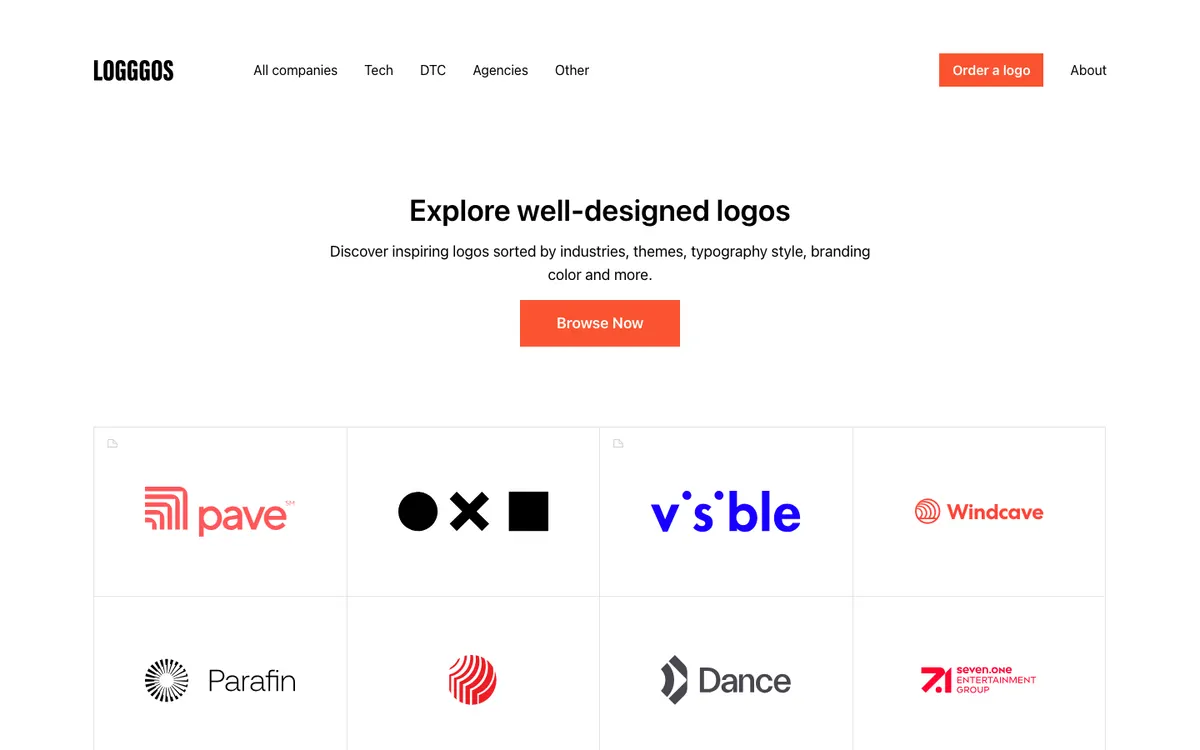 LOGGGOS
All companies
Tech
DTC
Agencies
Other
Order a logo
About
Explore well-designed logos
Discover inspiring logos sorted by industries, themes, typography style, branding
color and more.
Browse Now
pave SM
visible
Windcave
Parafin
Dance
seven.one
ENTERTAINMENT
GROUP